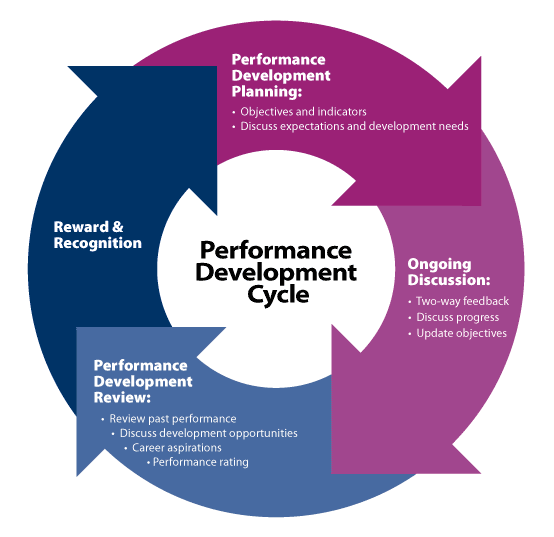 Performance
Development
Planning:
• Objectives and indicators
• Discuss expectations and development needs
Ongoing
Discussion:
• Two-way feedback
• Discuss progress
• Update objectives
Performance
Development
Review:
• Review past performance
• Discuss development opportunities
• Career aspirations
• Performance rating
Reward &
Recognition
Performance
Development
Cycle